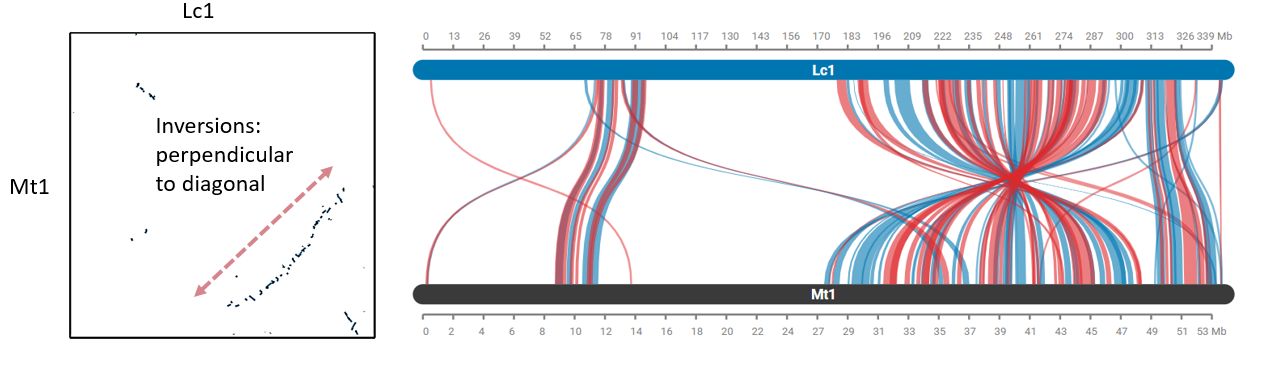 Lc1
Mt1
Inversions:
perpendicular
to diagonal
0 13 26 39 52 65 78 91 104 117 130 143 156 170 183 196 209 222 235 248 261 274 287 300 313 326 339 Mb
Lc1
Mt1
0 2 4 6 8 10 12 14 16 18 20 22 24 27 29 31 33 35 37 39 41 43 45 47 49 51 53 Mb